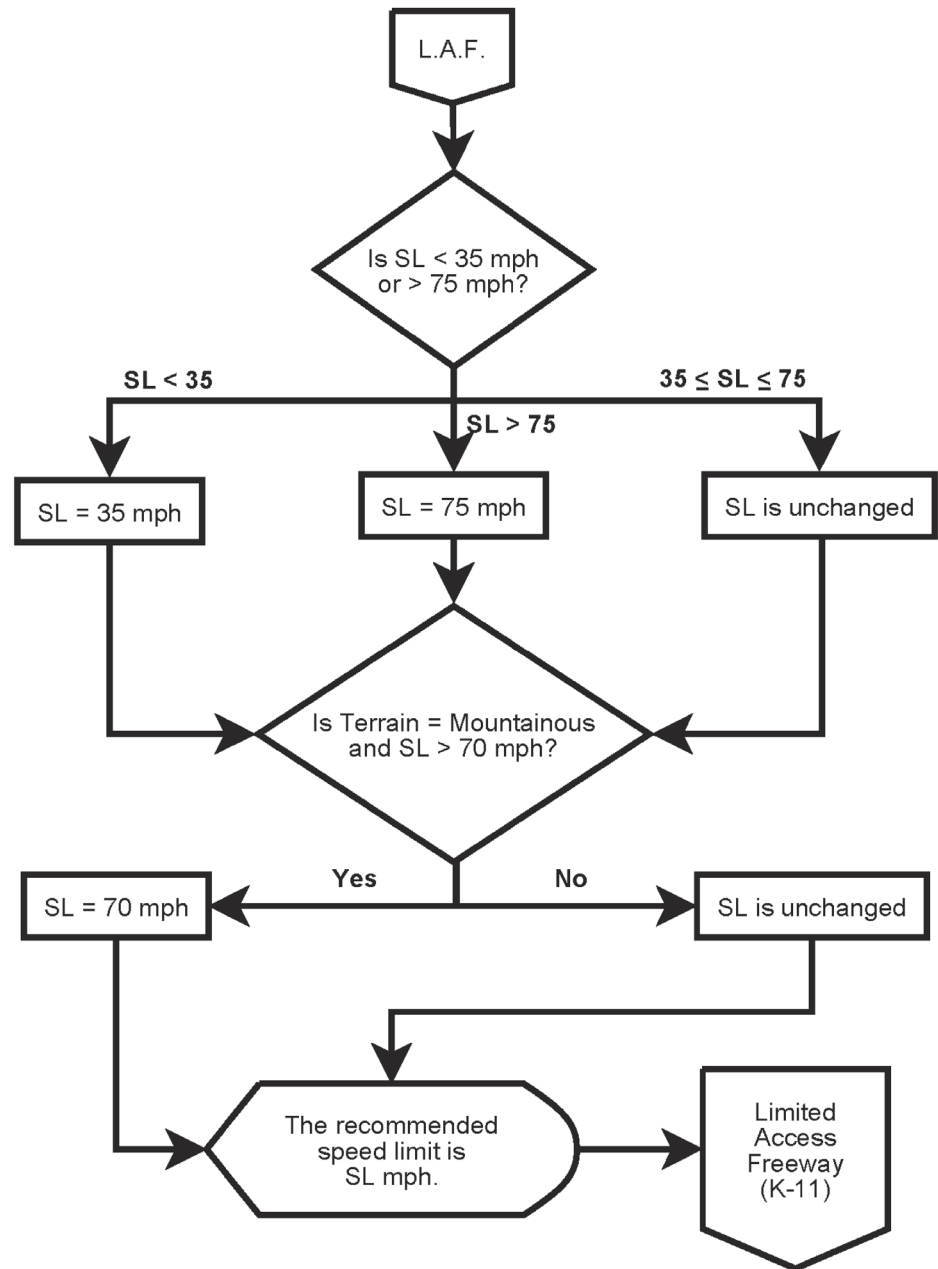 L.A.F.
Is SL < 35 mph
or > 75 mph?
SL < 35
SL > 75
35 ≤ SL ≤ 75
SL = 35 mph
SL = 75 mph
SL is unchanged
Is Terrain = Mountainous
and SL > 70 mph?
Yes
No
SL = 70 mph
SL is unchanged
The recommended
speed limit is
SL mph.
Limited
Access
Freeway
(K-11)